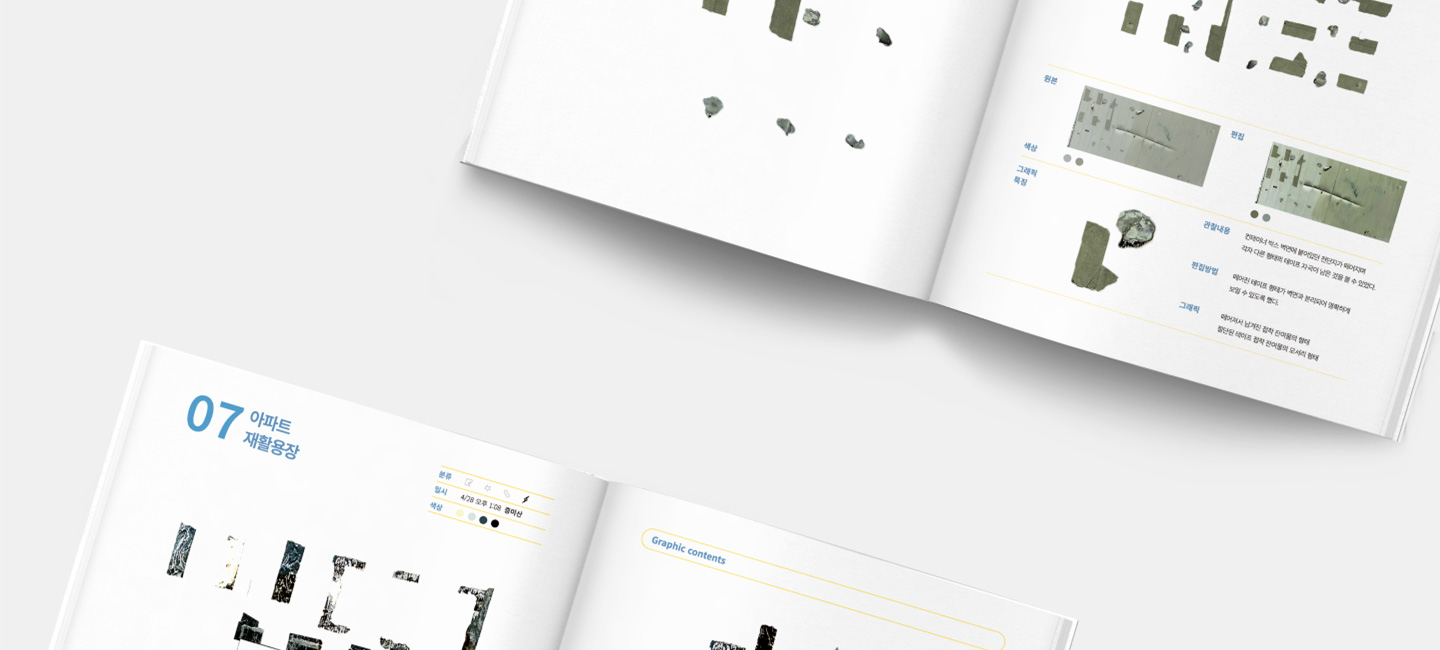 원본
편집
색상
그래픽
특징
관찰내용
컨테이너 박스 벽면에 붙어있던 전단지가 떼어지며
각자 다른 형태의 테이프 자국이 남은 것을 볼 수 있었다.
편집방법
떼어진 테이프 형태가 벽면과 분리되어 명확하게
보일 수 있도록 했다.
그래픽
떼어져서 남겨진 접착 잔여물의 형태
절단된 테이프 접착 잔여물의 모서리 형태
07
아파트
재활용장
분류
일시
4/28 오후 1:08 증미산
색상
Graphic contents